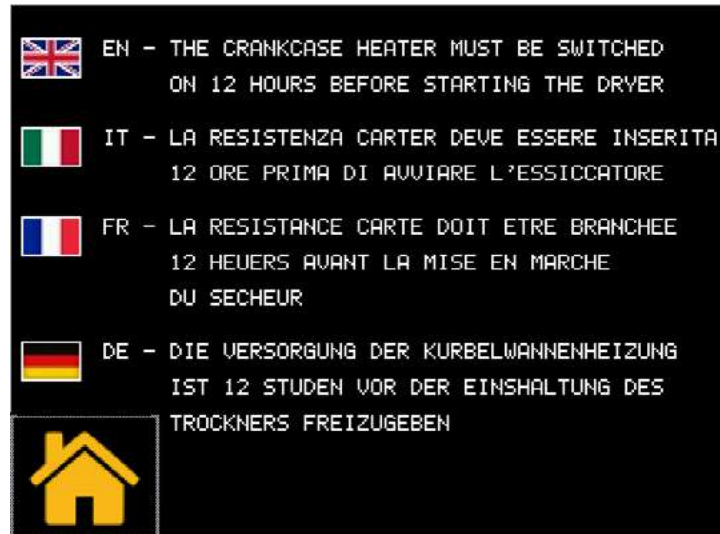 EN - THE CRANKCASE HEATER MUST BE SWITCHED
ON 12 HOURS BEFORE STARTING THE DRYER
IT - LA RESISTENZA CARTER DEVE ESSERE INSERITA
12 ORE PRIMA DI AVVIARE L'ESSICCATORE
FR - LA RESISTANCE CARTE DOIT ETRE BRANCHEE
12 HEUERS AVANT LA MISE EN MARCHE
DU SECHEUR
DE - DIE VERSORGUNG DER KURBELWANNENHEIZUNG
IST 12 STUDEN VOR DER EINSHALTUNG DES
TROCKNERS FREIZUGEBEN